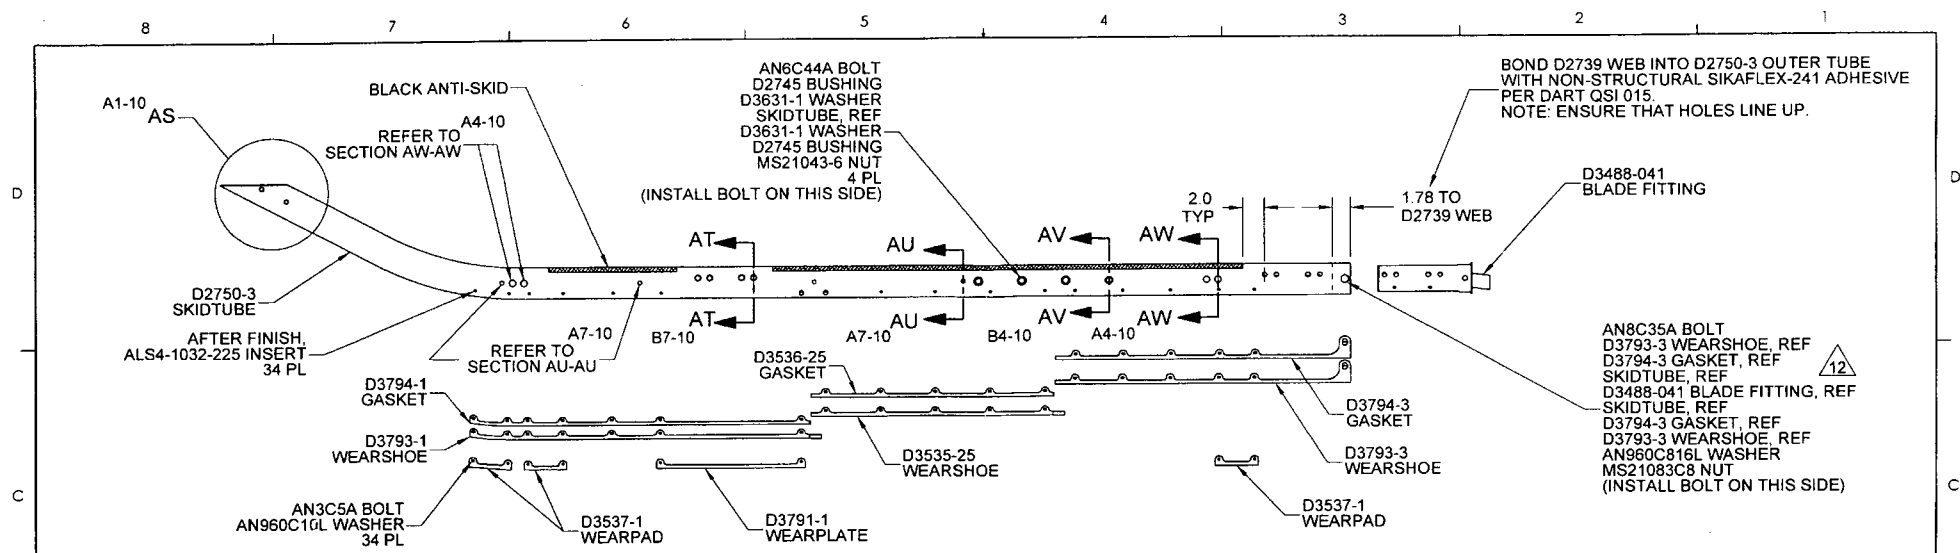 8 7 6 5 4 3 2 1
AN6C44A BOLT
D2745 BUSHING
D3631-1 WASHER
SKIDTUBE, REF
D3631-1 WASHER
D2745 BUSHING
MS21043-6 NUT
4 PL
(INSTALL BOLT ON THIS SIDE)
BOND D2739 WEB INTO D2750-3 OUTER TUBE
WITH NON-STRUCTURAL SIKAFLEX-241 ADHESIVE
PER DART QSI 015.
NOTE: ENSURE THAT HOLES LINE UP.
BLACK ANTI-SKID
A1-10
AS
A4-10
REFER TO
SECTION AW-AW
D
D
D3488-041
BLADE FITTING
2.0
TYP
1.78 TO
D2739 WEB
AT
AU
AV
AW
D2750-3
SKIDTUBE
AT
AU
AV
AW
A7-10
B7-10
A7-10
B4-10
A4-10
AFTER FINISH,
ALS4-1032-225 INSERT
34 PL
REFER TO
SECTION AU-AU
AN8C35A BOLT
D3793-3 WEARSHOE, REF
D3794-3 GASKET, REF
SKIDTUBE, REF
D3488-041 BLADE FITTING, REF
SKIDTUBE, REF
D3794-3 GASKET, REF
D3793-3 WEARSHOE, REF
AN960C816L WASHER
MS21083C8 NUT
(INSTALL BOLT ON THIS SIDE)
12
D3536-25
GASKET
D3794-1
GASKET
D3794-3
GASKET
D3793-1
WEARSHOE
D3535-25
WEARSHOE
D3793-3
WEARSHOE
C
C
AN3C5A BOLT
AN960C10L WASHER
34 PL
D3537-1
WEARPAD
D3791-1
WEARPLATE
D3537-1
WEARPAD